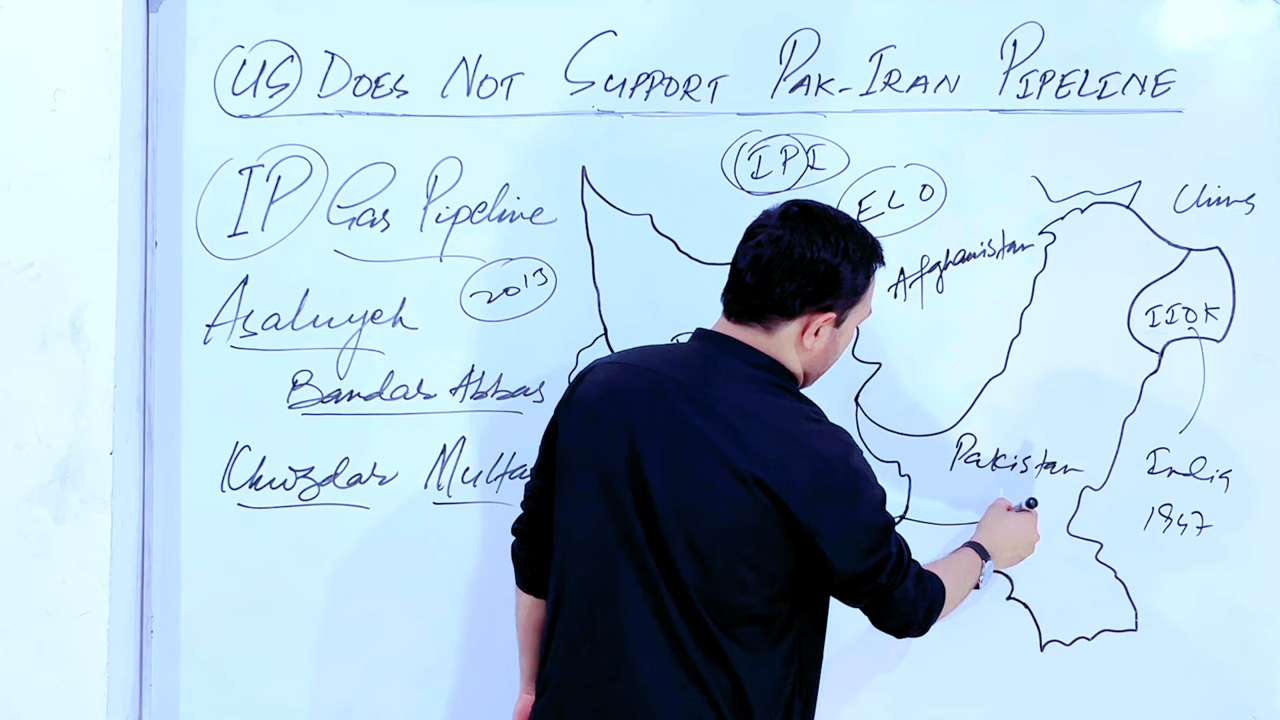 US DOES NOT SUPPORT PAK-IRAN PIPELINE
IP Gas Pipeline
2013
Asaluyeh
Bandar Abbas
Khuzdar Multa
IPI
ELO
Afghanistan
China
IIOK
Pakistan
India
1947